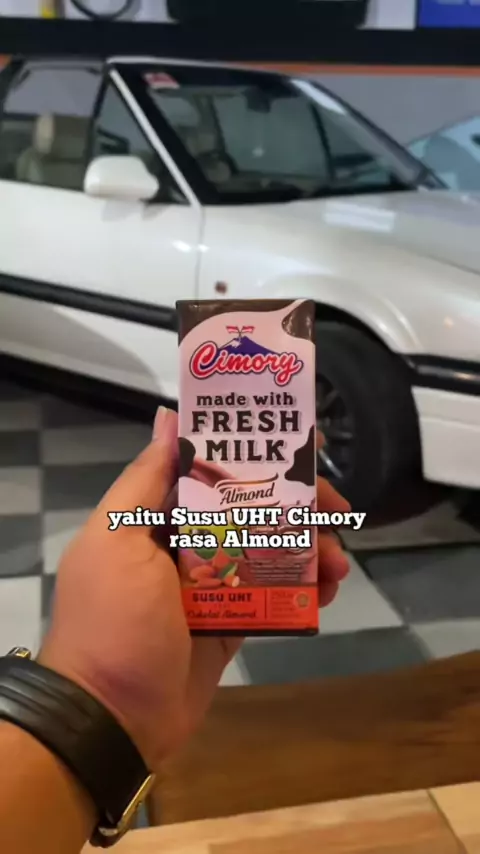 Cimory
made with
FRESH
MILK
Almond
yaitu Susu UHT Cimory
rasa Almond
SUSU UHT
Cokelat Almond